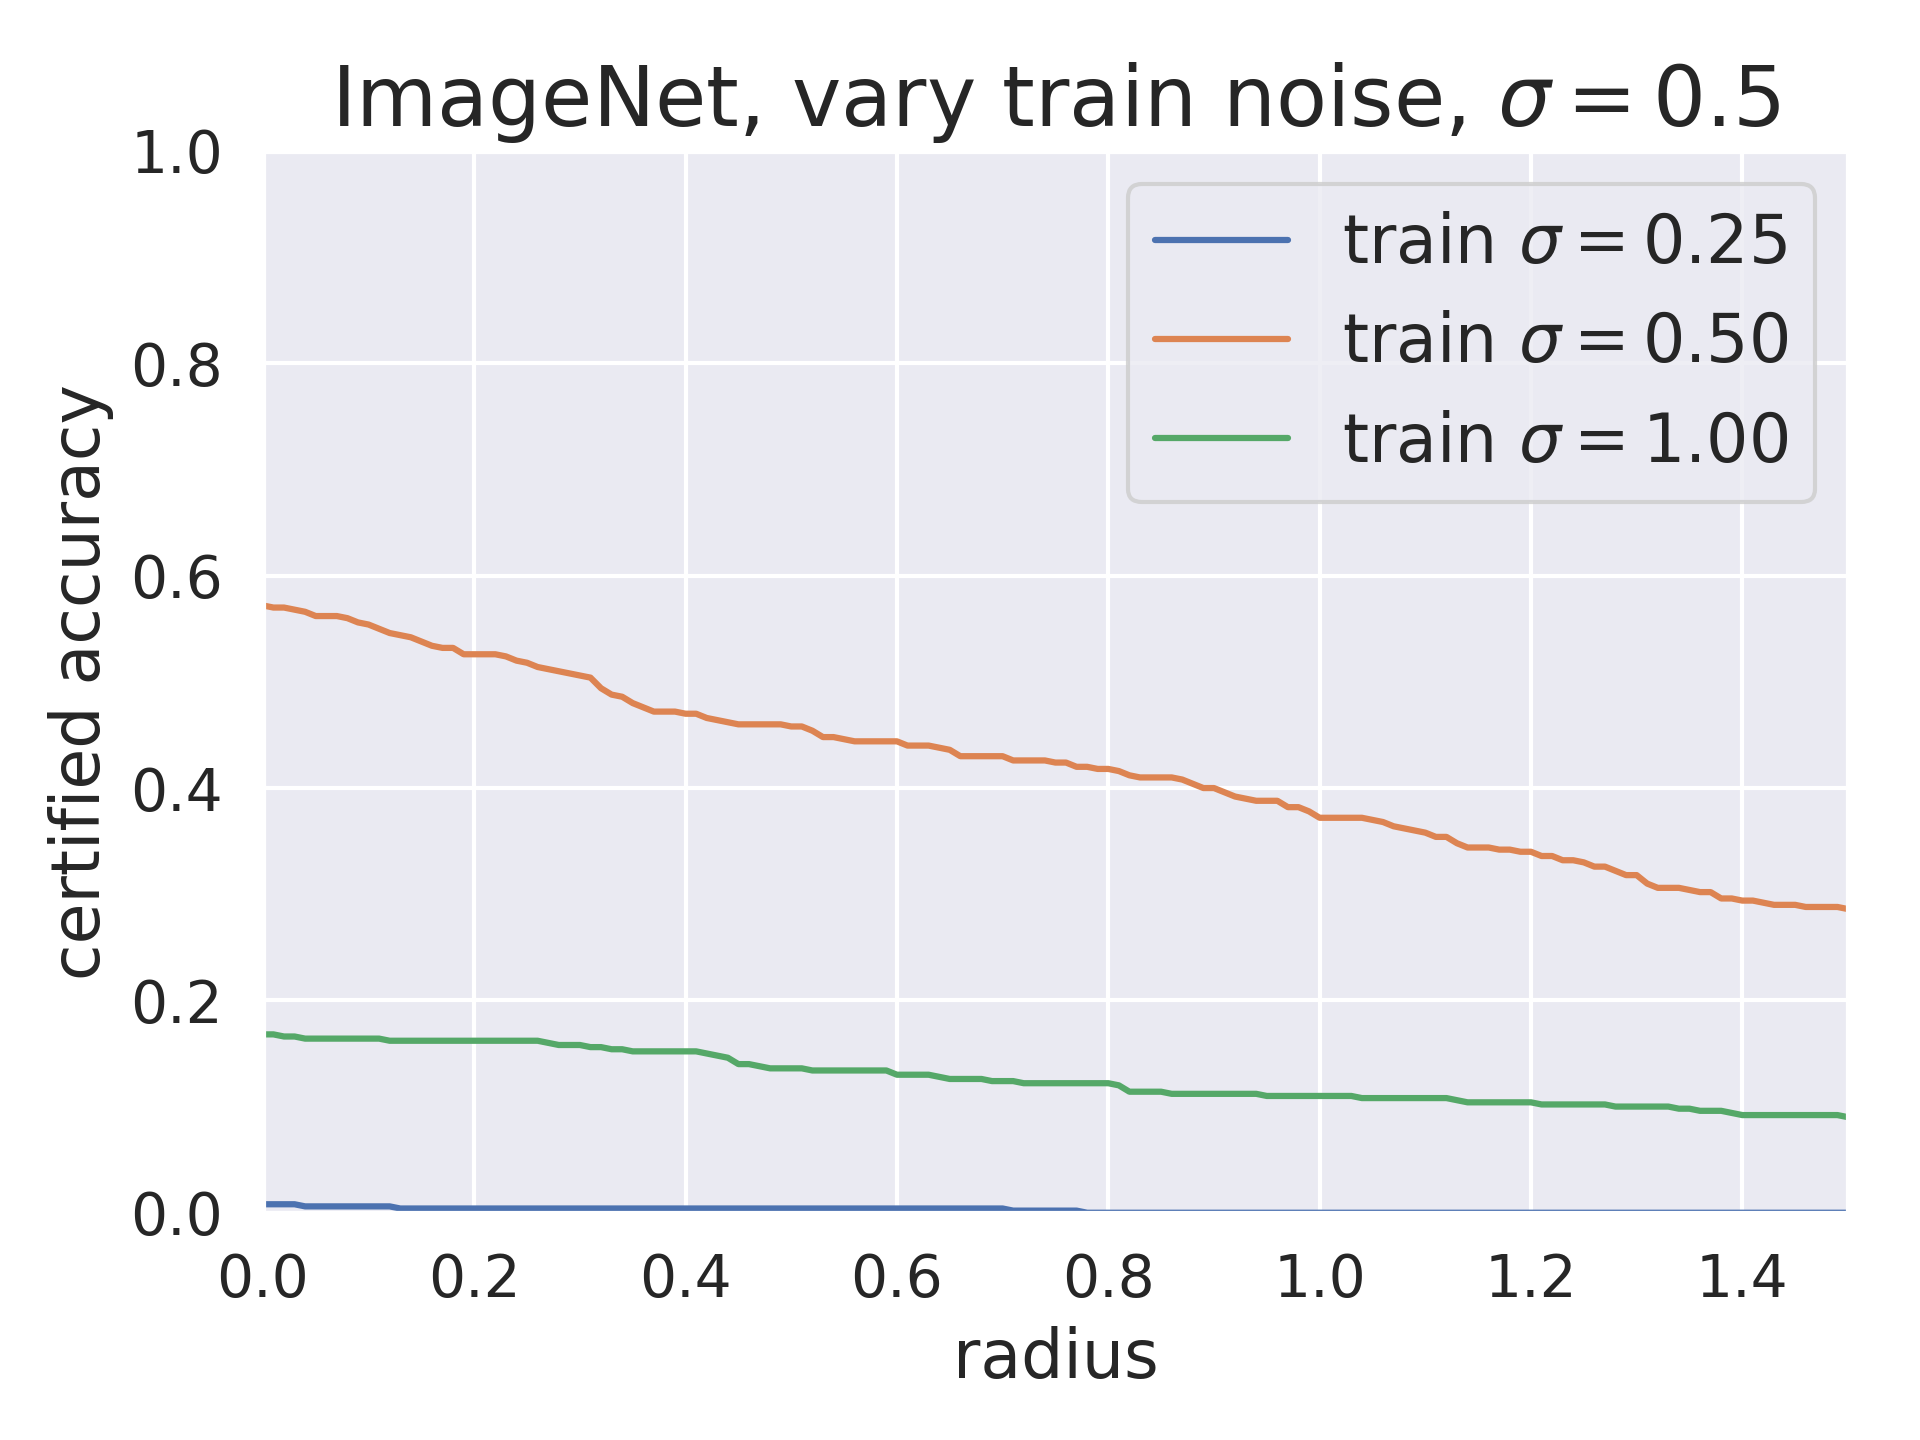 ImageNet, vary train noise, σ = 0.5
train σ = 0.25
train σ = 0.50
train σ = 1.00
certified accuracy
1.0
0.8
0.6
0.4
0.2
0.0
0.0 0.2 0.4 0.6 0.8 1.0 1.2 1.4
radius